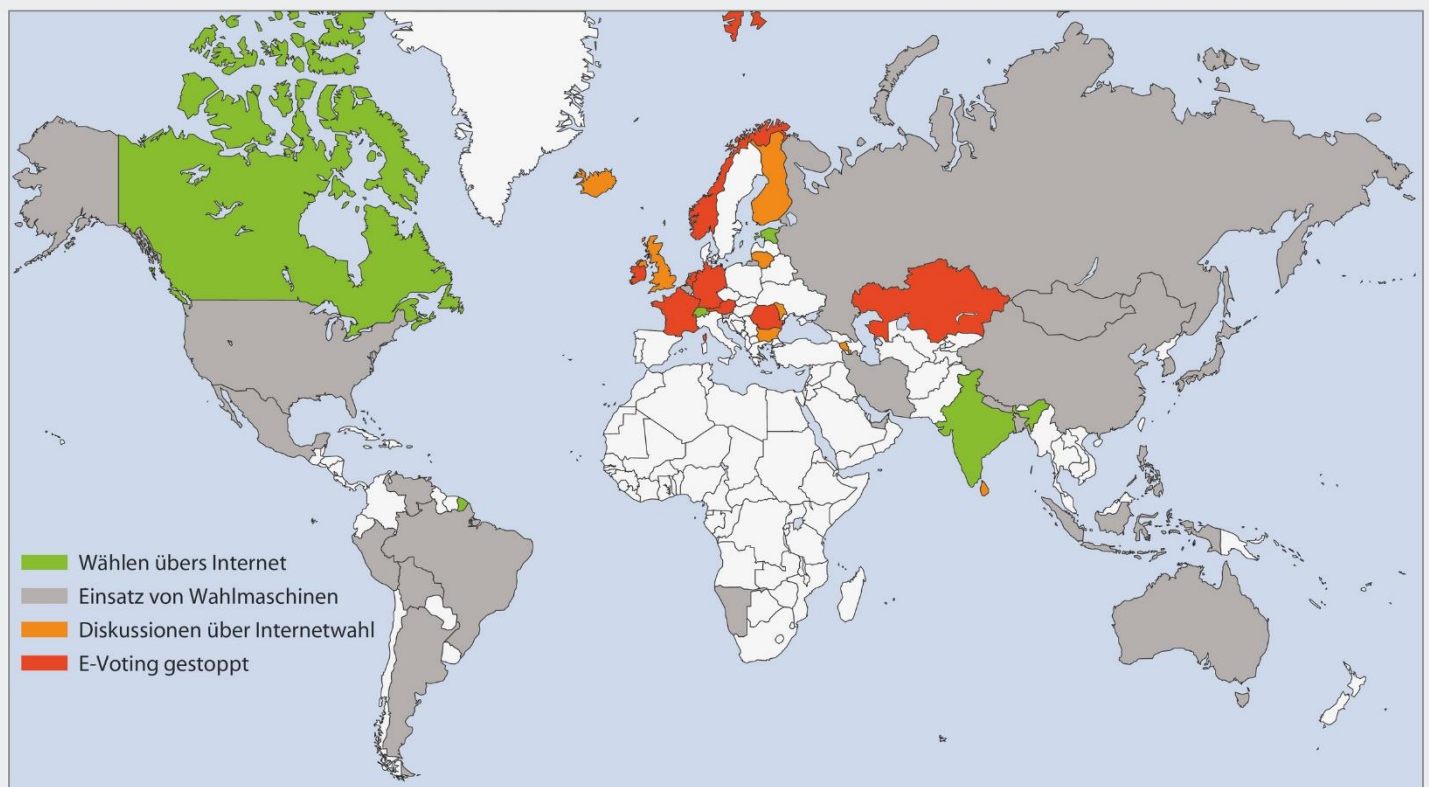 Wählen übers Internet
Einsatz von Wahlmaschinen
Diskussionen über Internetwahl
E-Voting gestoppt